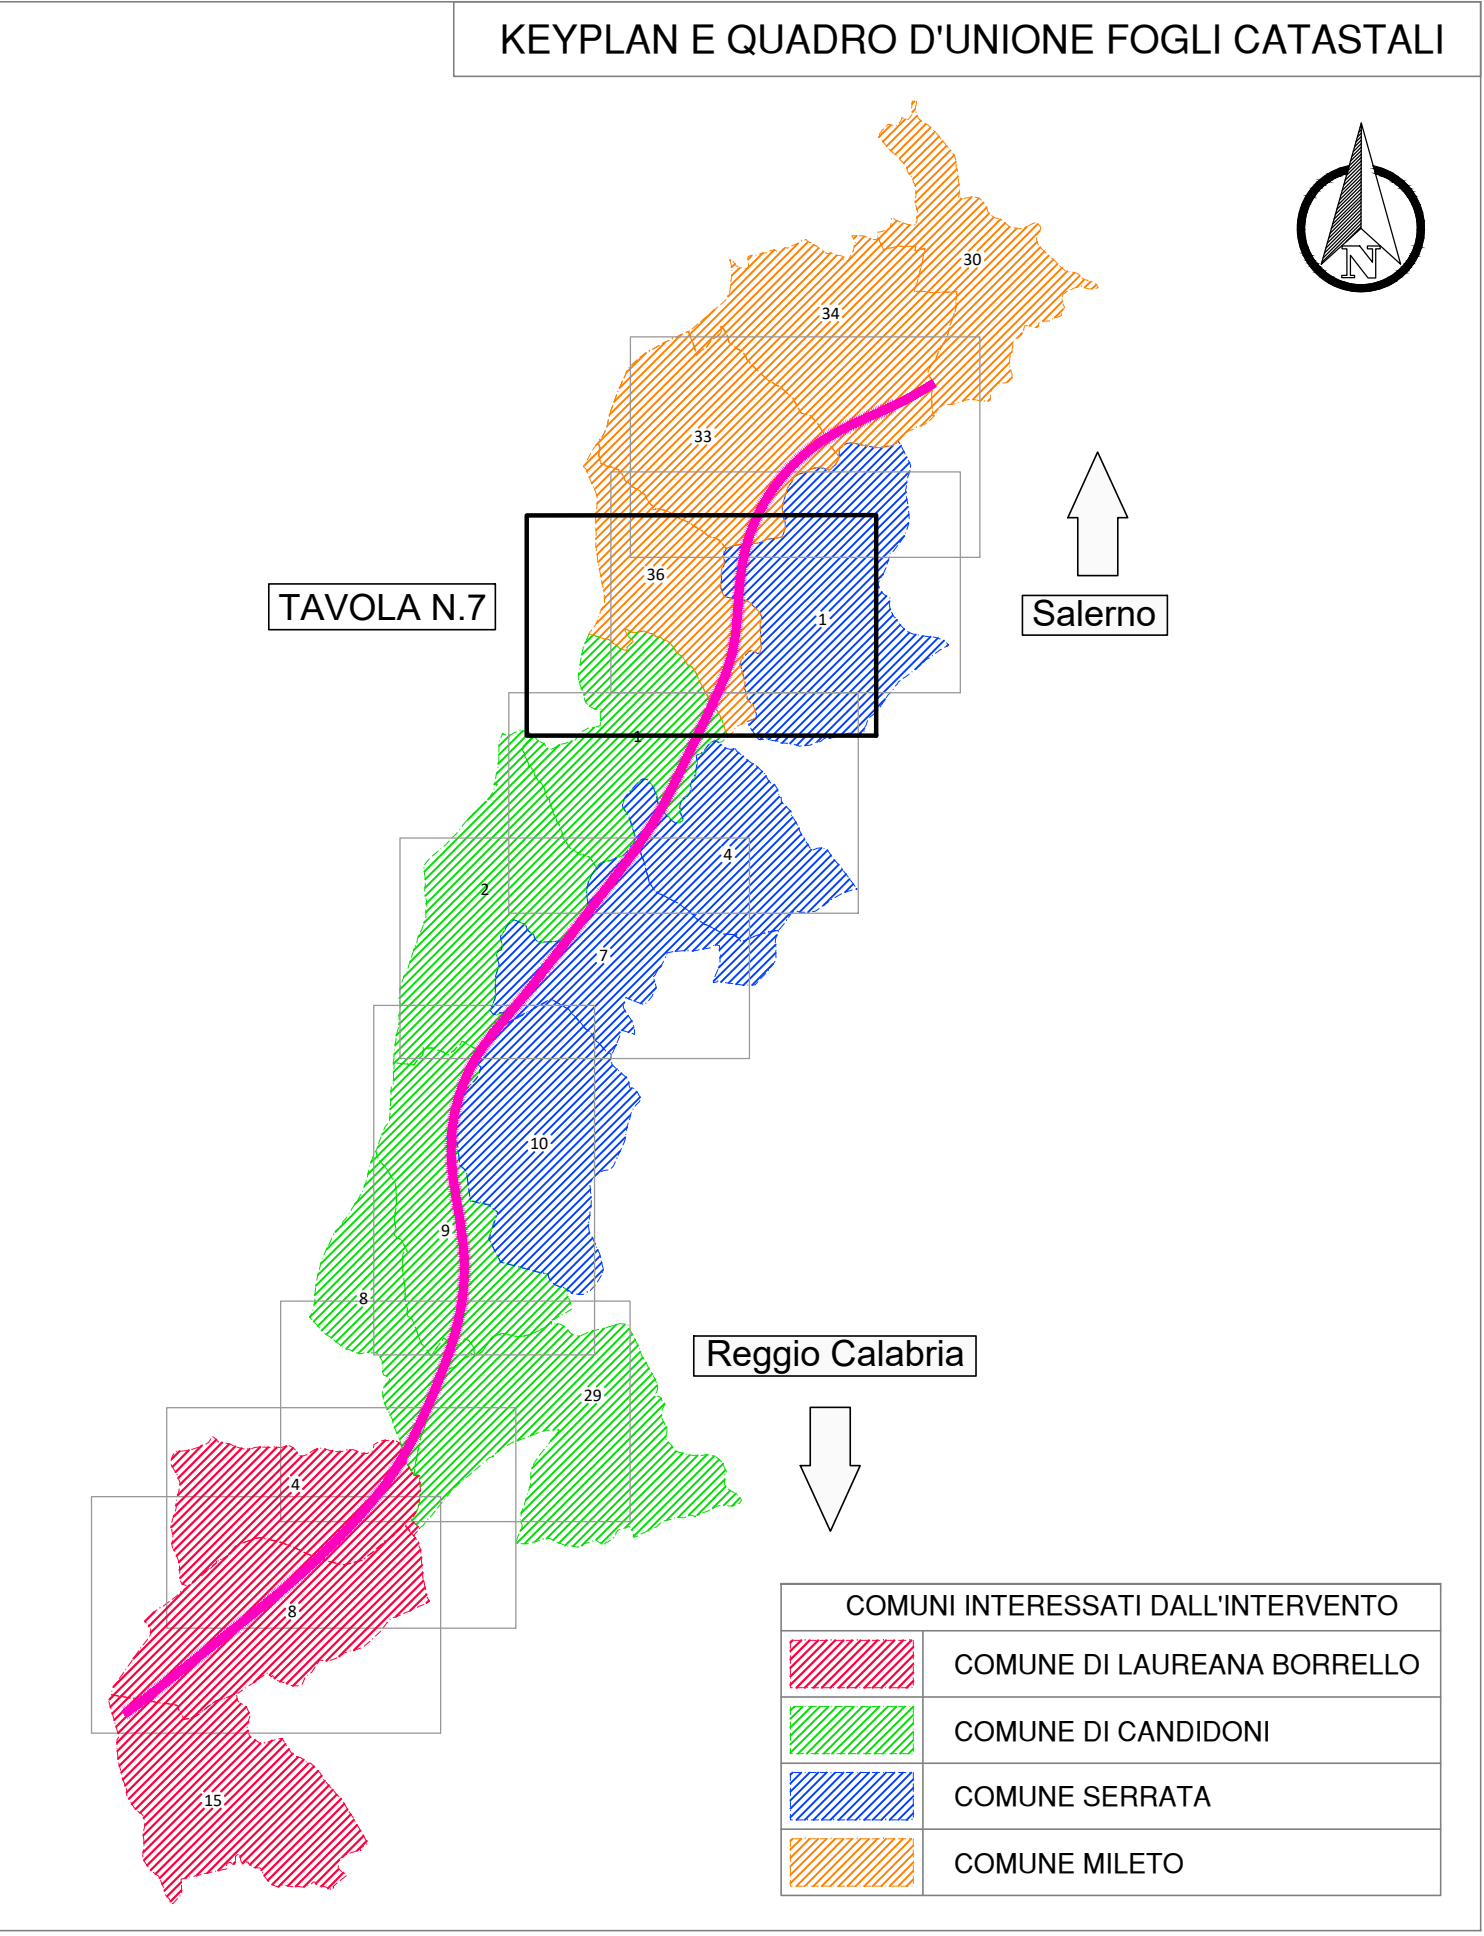 KEYPLAN E QUADRO D'UNIONE FOGLI CATASTALI
N
30
34
33
36
TAVOLA N.7
1
Salerno
1
4
2
7
10
9
8
Reggio Calabria
29
4
8
15
COMUNI INTERESSATI DALL'INTERVENTO
COMUNE DI LAUREANA BORRELLO
COMUNE DI CANDIDONI
COMUNE SERRATA
COMUNE MILETO